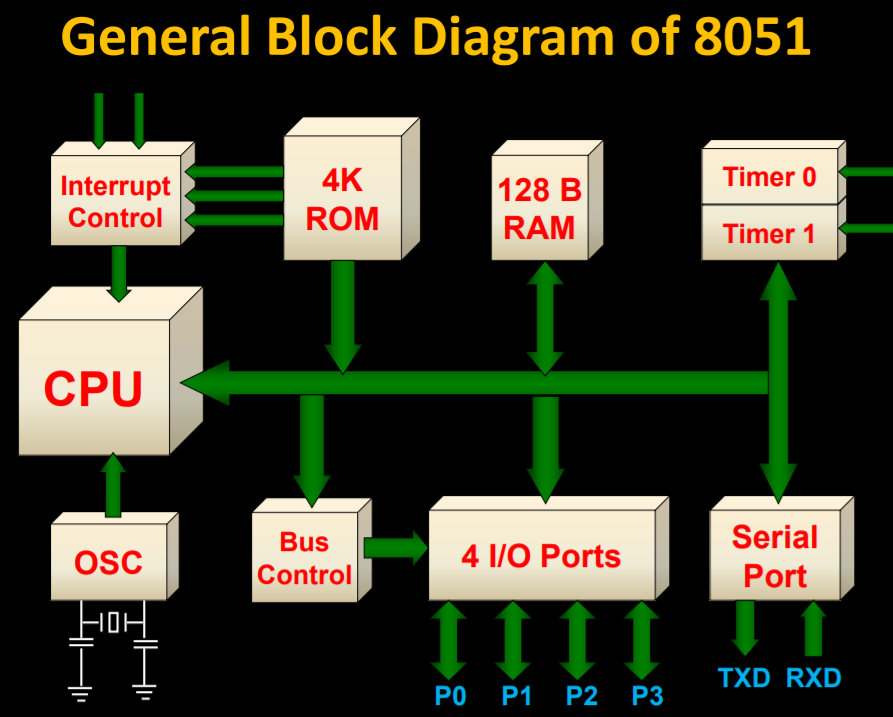 General Block Diagram of 8051
Interrupt
Control
4K
ROM
128 B
RAM
Timer 0
Timer 1
CPU
OSC
Bus
Control
4 I/O Ports
Serial
Port
P0
P1
P2
P3
TXD
RXD